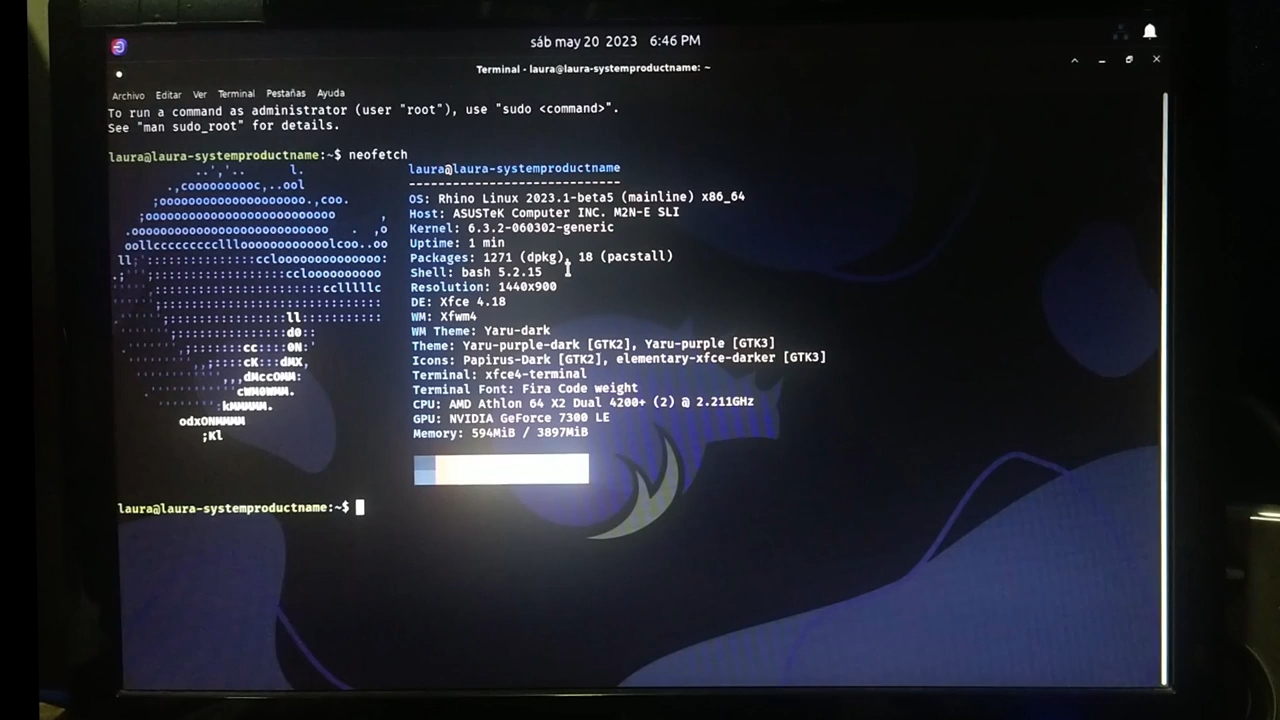 sáb may 20 2023 6:46 PM
Terminal - laura@laura-systemproductname: ~
Archivo Editar Ver Terminal Pestañas Ayuda
To run a command as administrator (user "root"), use "sudo <command>".
See "man sudo_root" for details.
laura@laura-systemproductname:~$ neofetch
laura@laura-systemproductname
-----------------------------
OS: Rhino Linux 2023.1-beta5 (mainline) x86_64
Host: ASUSTeK Computer INC. M2N-E SLI
Kernel: 6.3.2-060302-generic
Uptime: 1 min
Packages: 1271 (dpkg), 18 (pacstall)
Shell: bash 5.2.15
Resolution: 1440x900
DE: Xfce 4.18
WM: Xfwm4
WM Theme: Yaru-dark
Theme: Yaru-purple-dark [GTK2], Yaru-purple [GTK3]
Icons: Papirus-Dark [GTK2], elementary-xfce-darker [GTK3]
Terminal: xfce4-terminal
Terminal Font: Fira Code weight
CPU: AMD Athlon 64 X2 Dual 4200+ (2) @ 2.211GHz
GPU: NVIDIA GeForce 7300 LE
Memory: 594MiB / 3897MiB
laura@laura-systemproductname:~$